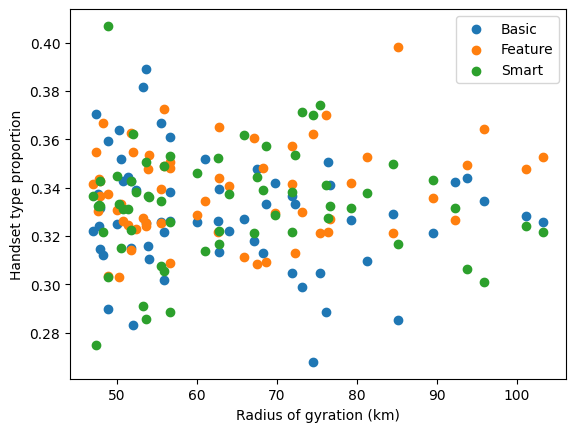 Basic
Feature
Smart
Handset type proportion
0.40
0.38
0.36
0.34
0.32
0.30
0.28
50 60 70 80 90 100
Radius of gyration (km)